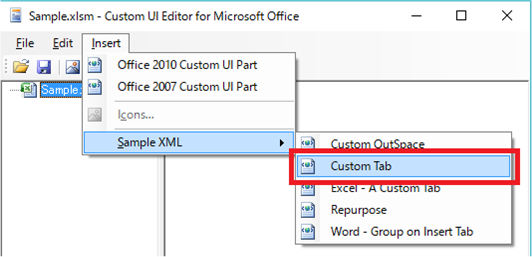 Sample.xlsm - Custom UI Editor for Microsoft Office
File Edit Insert
Office 2010 Custom UI Part
Office 2007 Custom UI Part
Icons...
Sample XML
Custom OutSpace
Custom Tab
Excel - A Custom Tab
Repurpose
Word - Group on Insert Tab
Sample